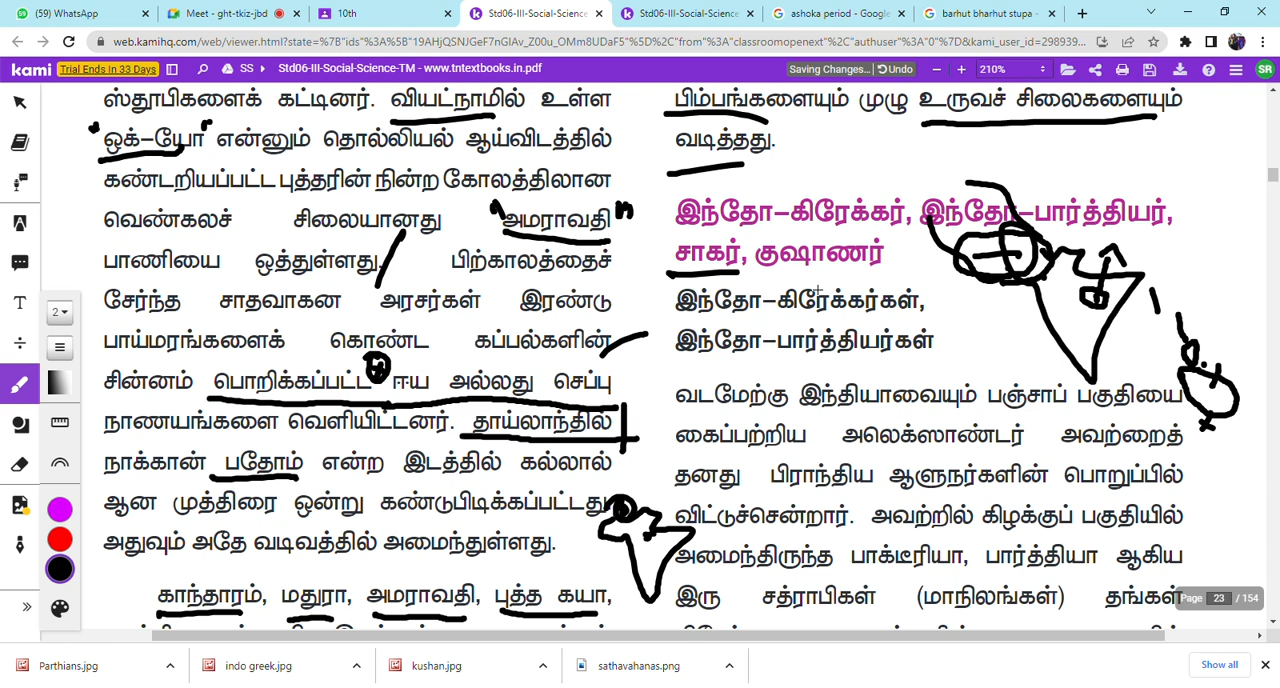 (59) WhatsApp
Meet - ght-tkiz-jbd
10th
Std06-III-Social-Science-
Std06-III-Social-Science-
ashoka period - Google
barhut bharhut stupa -
web.kamihq.com/web/viewer.html?state=%7B"ids"%3A%5B"19AHjQSNJGeF7nGIAv_Z00u_OMm8UDaF5"%5D%2C"from"%3A"classroomopennext"%2C"authuser"%3A"0"%7D&kami_user_id=298939...
kami Trial Ends In 33 Days SS Std06-III-Social-Science-TM - www.tntextbooks.in.pdf Saving Changes... Undo 210% SR
ஸ்தூபிகளைக் கட்டினர். வியட்நாமில் உள்ள
ஒக்-யோ என்னும் தொல்லியல் ஆய்விடத்தில்
கண்டறியப்பட்ட புத்தரின் நின்ற கோலத்திலான
வெண்கலச் சிலையானது அமராவதி
பாணியை ஒத்துள்ளது. பிற்காலத்தைச்
சேர்ந்த சாதவாகன அரசர்கள் இரண்டு
பாய்மரங்களைக் கொண்ட கப்பல்களின்
சின்னம் பொறிக்கப்பட்ட ஈய அல்லது செப்பு
நாணயங்களை வெளியிட்டனர். தாய்லாந்தில்
நாக்கான் பதோம் என்ற இடத்தில் கல்லால்
ஆன முத்திரை ஒன்று கண்டுபிடிக்கப்பட்டது.
அதுவும் அதே வடிவத்தில் அமைந்துள்ளது.
காந்தாரம், மதுரா, அமராவதி, புத்த கயா,
பிம்பங்களையும் முழு உருவச் சிலைகளையும்
வடித்தது.
இந்தோ-கிரேக்கர், இந்தோ-பார்த்தியர்,
சாகர், குஷாணர்
இந்தோ-கிரேக்கர்கள்,
இந்தோ-பார்த்தியர்கள்
வடமேற்கு இந்தியாவையும் பஞ்சாப் பகுதியை
கைப்பற்றிய அலெக்ஸாண்டர் அவற்றைத்
தனது பிராந்திய ஆளுநர்களின் பொறுப்பில்
விட்டுச்சென்றார். அவற்றில் கிழக்குப் பகுதியில்
அமைந்திருந்த பாக்டீரியா, பார்த்தியா ஆகிய
இரு சத்ராபிகள் (மாநிலங்கள்) தங்கள்
Page 23 / 154
2
Parthians.jpg
indo greek.jpg
kushan.jpg
sathavahanas.png
Show all